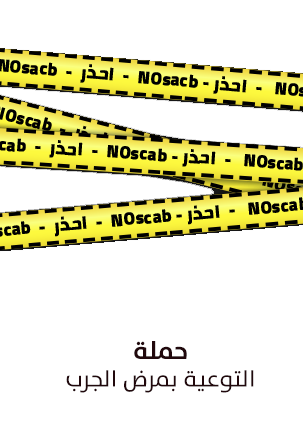 NOsacb - احذر - NOsacb - احذر - NOs
NOscab
cab - احذر - NOscab - احذر - NOscab
scab - احذر - NOscab - احذر - NOscab
حملة
التوعية بمرض الجرب